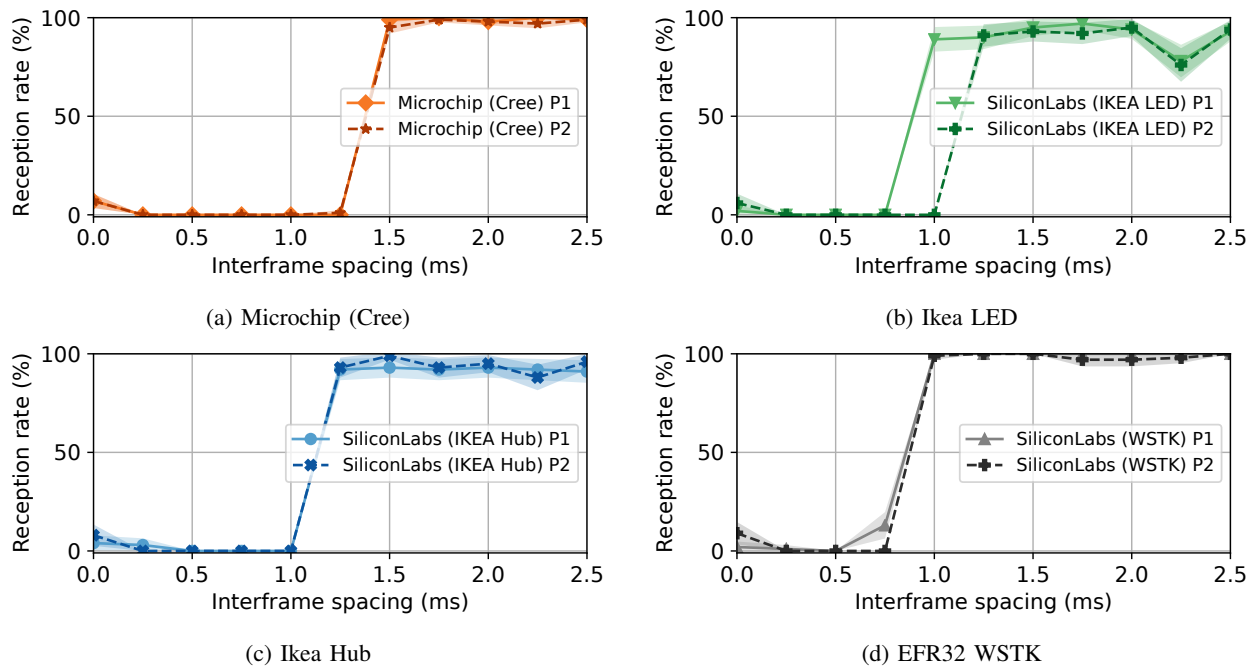 100
50
0
Reception rate (%)
Microchip (Cree) P1
Microchip (Cree) P2
0.0 0.5 1.0 1.5 2.0 2.5
Interframe spacing (ms)
(a) Microchip (Cree)
100
50
0
Reception rate (%)
SiliconLabs (IKEA LED) P1
SiliconLabs (IKEA LED) P2
0.0 0.5 1.0 1.5 2.0 2.5
Interframe spacing (ms)
(b) Ikea LED
100
50
0
Reception rate (%)
SiliconLabs (IKEA Hub) P1
SiliconLabs (IKEA Hub) P2
0.0 0.5 1.0 1.5 2.0 2.5
Interframe spacing (ms)
(c) Ikea Hub
100
50
0
Reception rate (%)
SiliconLabs (WSTK) P1
SiliconLabs (WSTK) P2
0.0 0.5 1.0 1.5 2.0 2.5
Interframe spacing (ms)
(d) EFR32 WSTK